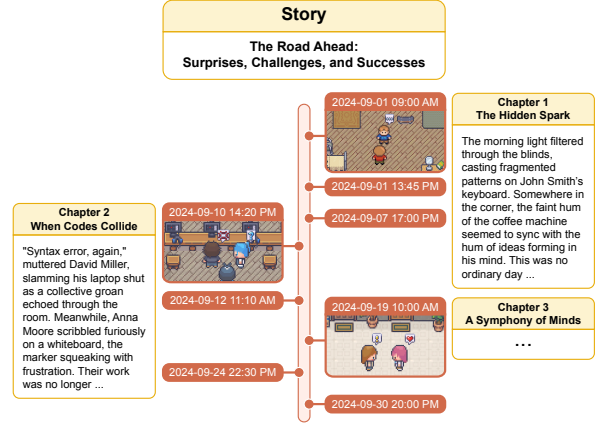 Story
The Road Ahead:
Surprises, Challenges, and Successes
2024-09-01 09:00 AM
Chapter 1
The Hidden Spark
The morning light filtered
through the blinds,
casting fragmented
patterns on John Smith's
keyboard. Somewhere in
the corner, the faint hum
of the coffee machine
seemed to sync with the
hum of ideas forming in
his mind. This was no
ordinary day ...
2024-09-01 13:45 PM
2024-09-07 17:00 PM
Chapter 2
When Codes Collide
"Syntax error, again,"
muttered David Miller,
slamming his laptop shut
as a collective groan
echoed through the
room. Meanwhile, Anna
Moore scribbled furiously
on a whiteboard, the
marker squeaking with
frustration. Their work
was no longer ...
2024-09-10 14:20 PM
2024-09-12 11:10 AM
2024-09-19 10:00 AM
Chapter 3
A Symphony of Minds
...
2024-09-24 22:30 PM
2024-09-30 20:00 PM